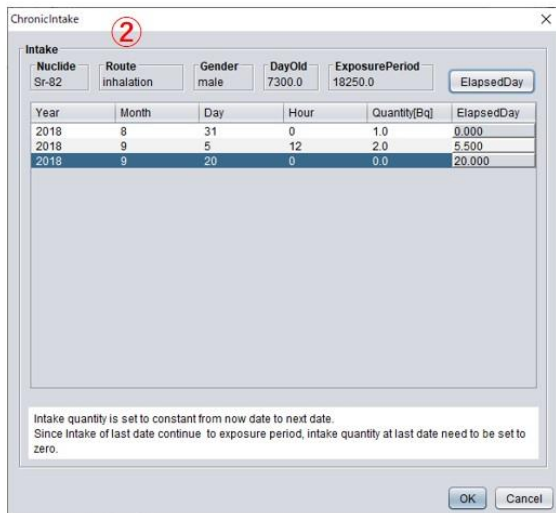 ChronicIntake
②
Intake
Nuclide Route Gender DayOld ExposurePeriod
Sr-82 inhalation male 7300.0 18250.0 ElapsedDay
Year Month Day Hour Quantity[Bq] ElapsedDay
2018 8 31 0 1.0 0.000
2018 9 5 12 2.0 5.500
2018 9 20 0 0.0 20.000
Intake quantity is set to constant from now date to next date.
Since Intake of last date continue to exposure period, intake quantity at last date need to be set to
zero.
OK Cancel